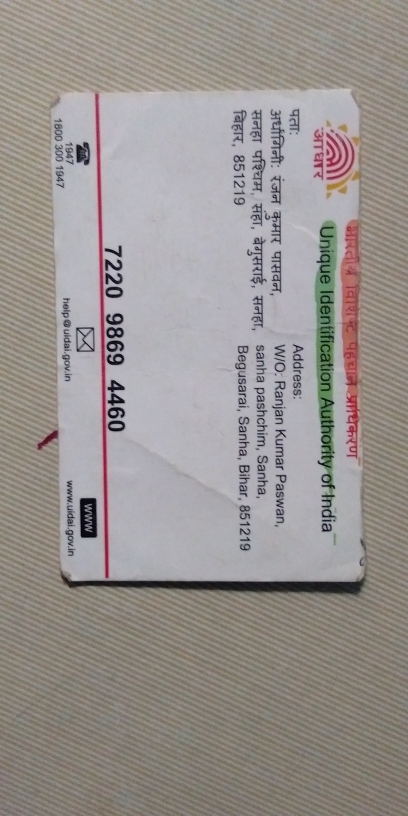 भारतीय विशिष्ट पहचान प्राधिकरण
Unique Identification Authority of India
आधार
पता:
अर्धांगिनी: रंजन कुमार पासवन,
सनहा पश्चिम, सहा, बेगुसराई, सनहा,
बिहार, 851219
Address:
W/O: Ranjan Kumar Paswan,
sanha pashchim, Sanha,
Begusarai, Sanha, Bihar, 851219
7220 9869 4460
1947
1800 300 1947
help@uidai.gov.in
www
www.uidai.gov.in